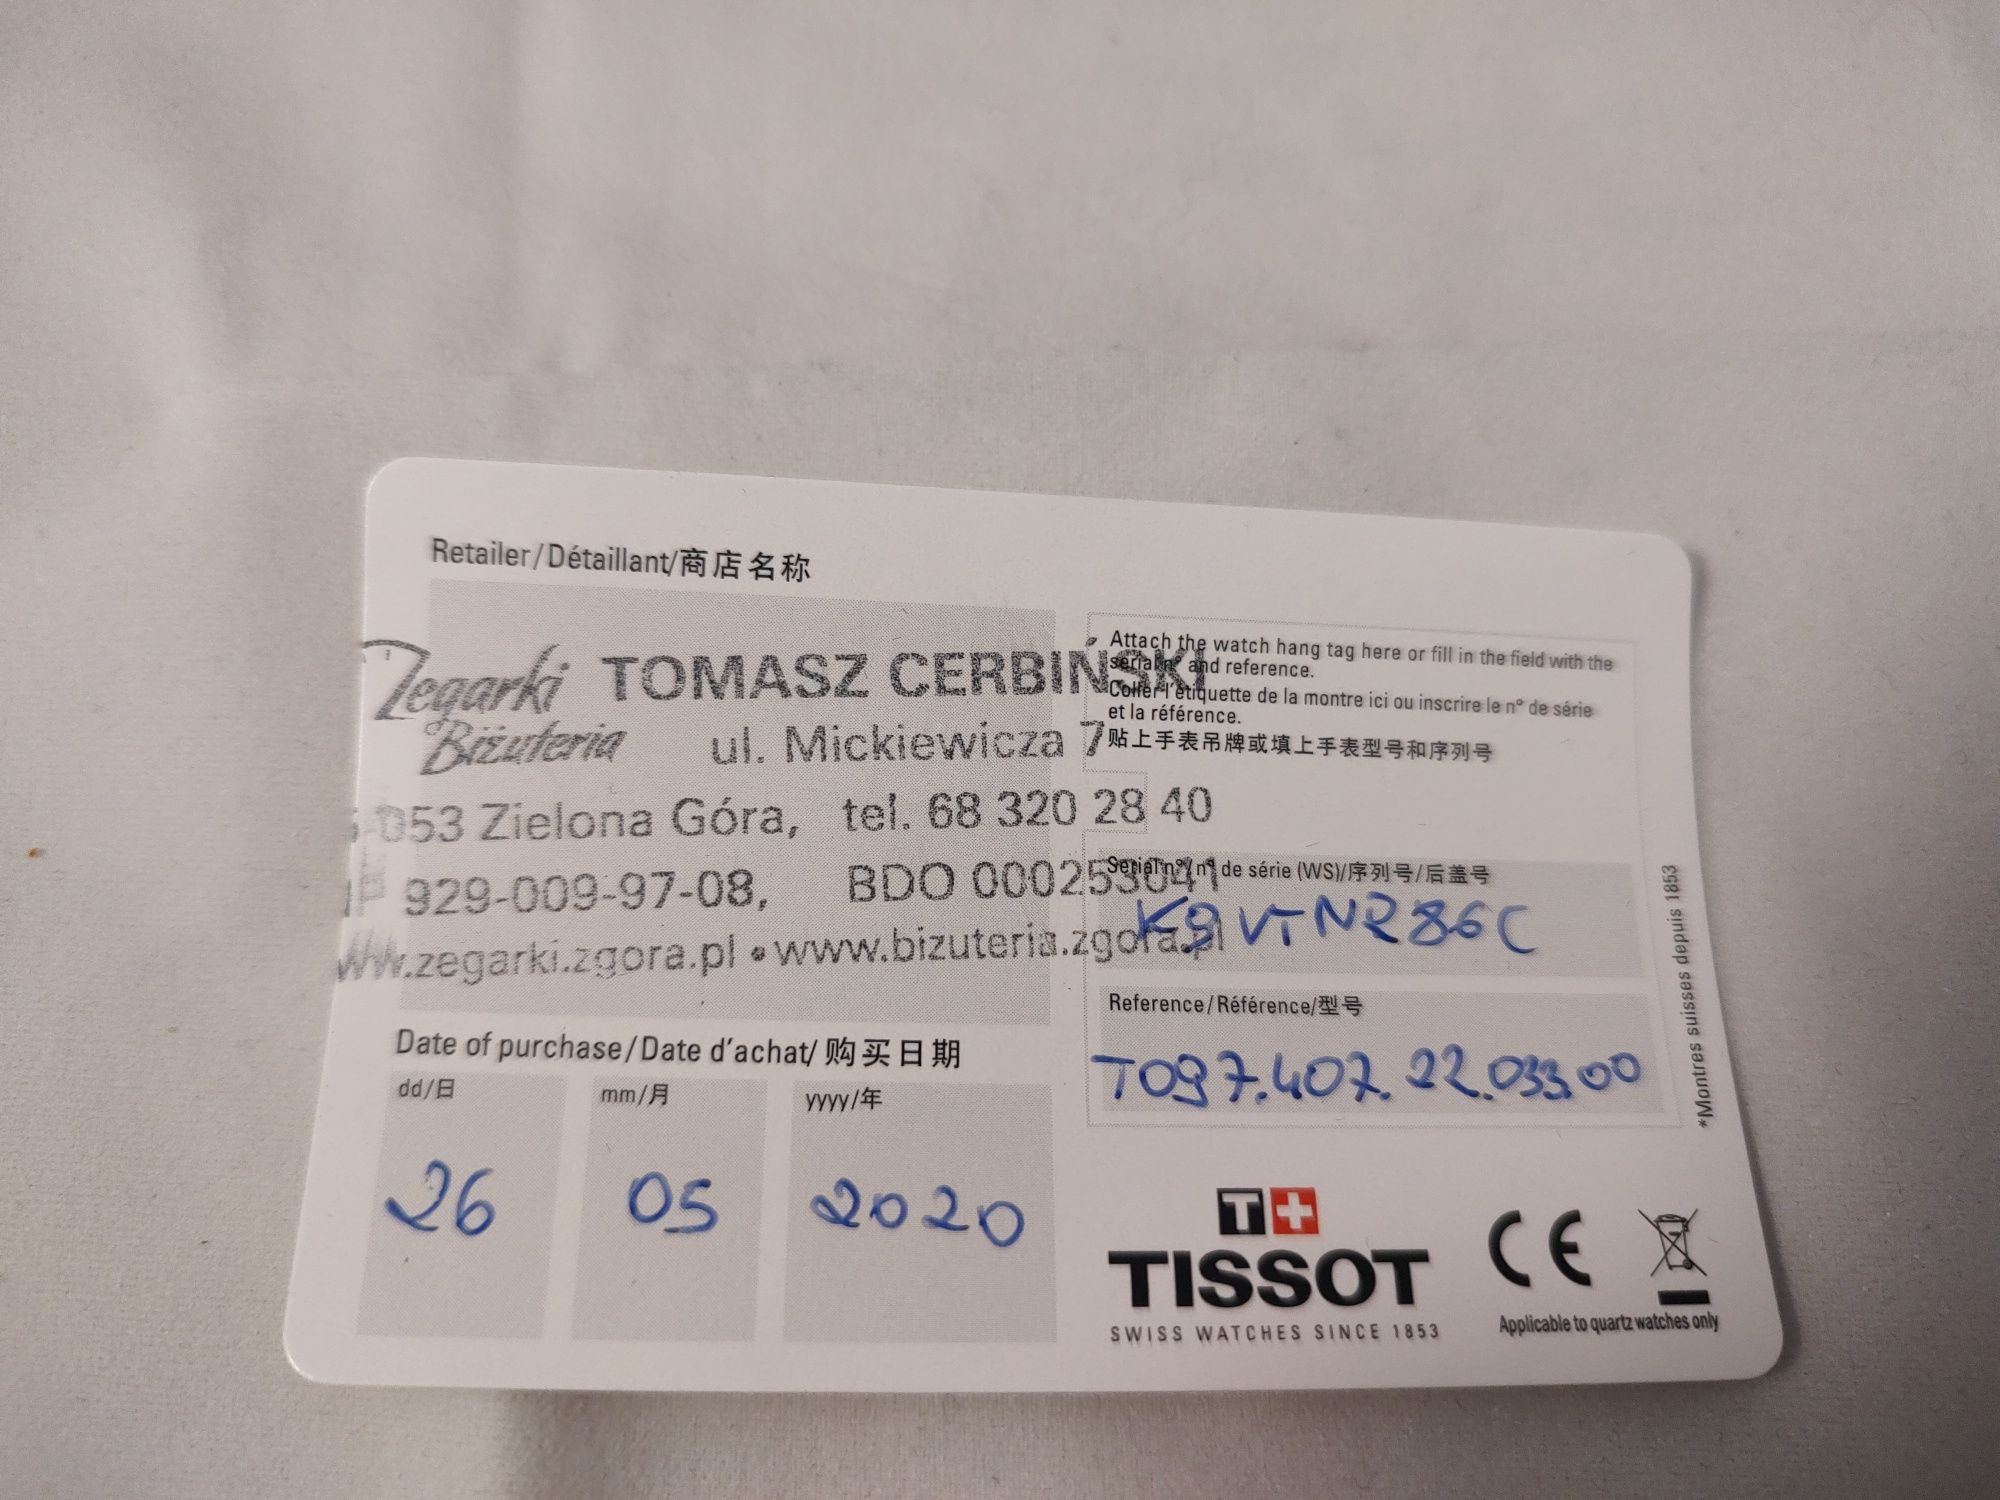 Retailer/Détaillant/商店名称
Zegarki TOMASZ CERBIŃSKI
Biżuteria ul. Mickiewicza 7
-053 Zielona Góra, tel. 68 320 28 40
IP 929-009-97-08, BDO 000253041
www.zegarki.zgora.pl • www.bizuteria.zgora.pl
Attach the watch hang tag here or fill in the field with the
serial n° and reference.
Coller l'étiquette de la montre ici ou inscrire le n° de série
et la référence.
贴上手表吊牌或填上手表型号和序列号
Serial n°/n° de série (WS)/序列号/后盖号
K9VTNR286C
Reference/Référence/型号
T097.407.22.033.00
Date of purchase/Date d'achat/购买日期
dd/日 mm/月 yyyy/年
26 05 2020
T+
TISSOT
SWISS WATCHES SINCE 1853
CE
Applicable to quartz watches only
*Montres suisses depuis 1853